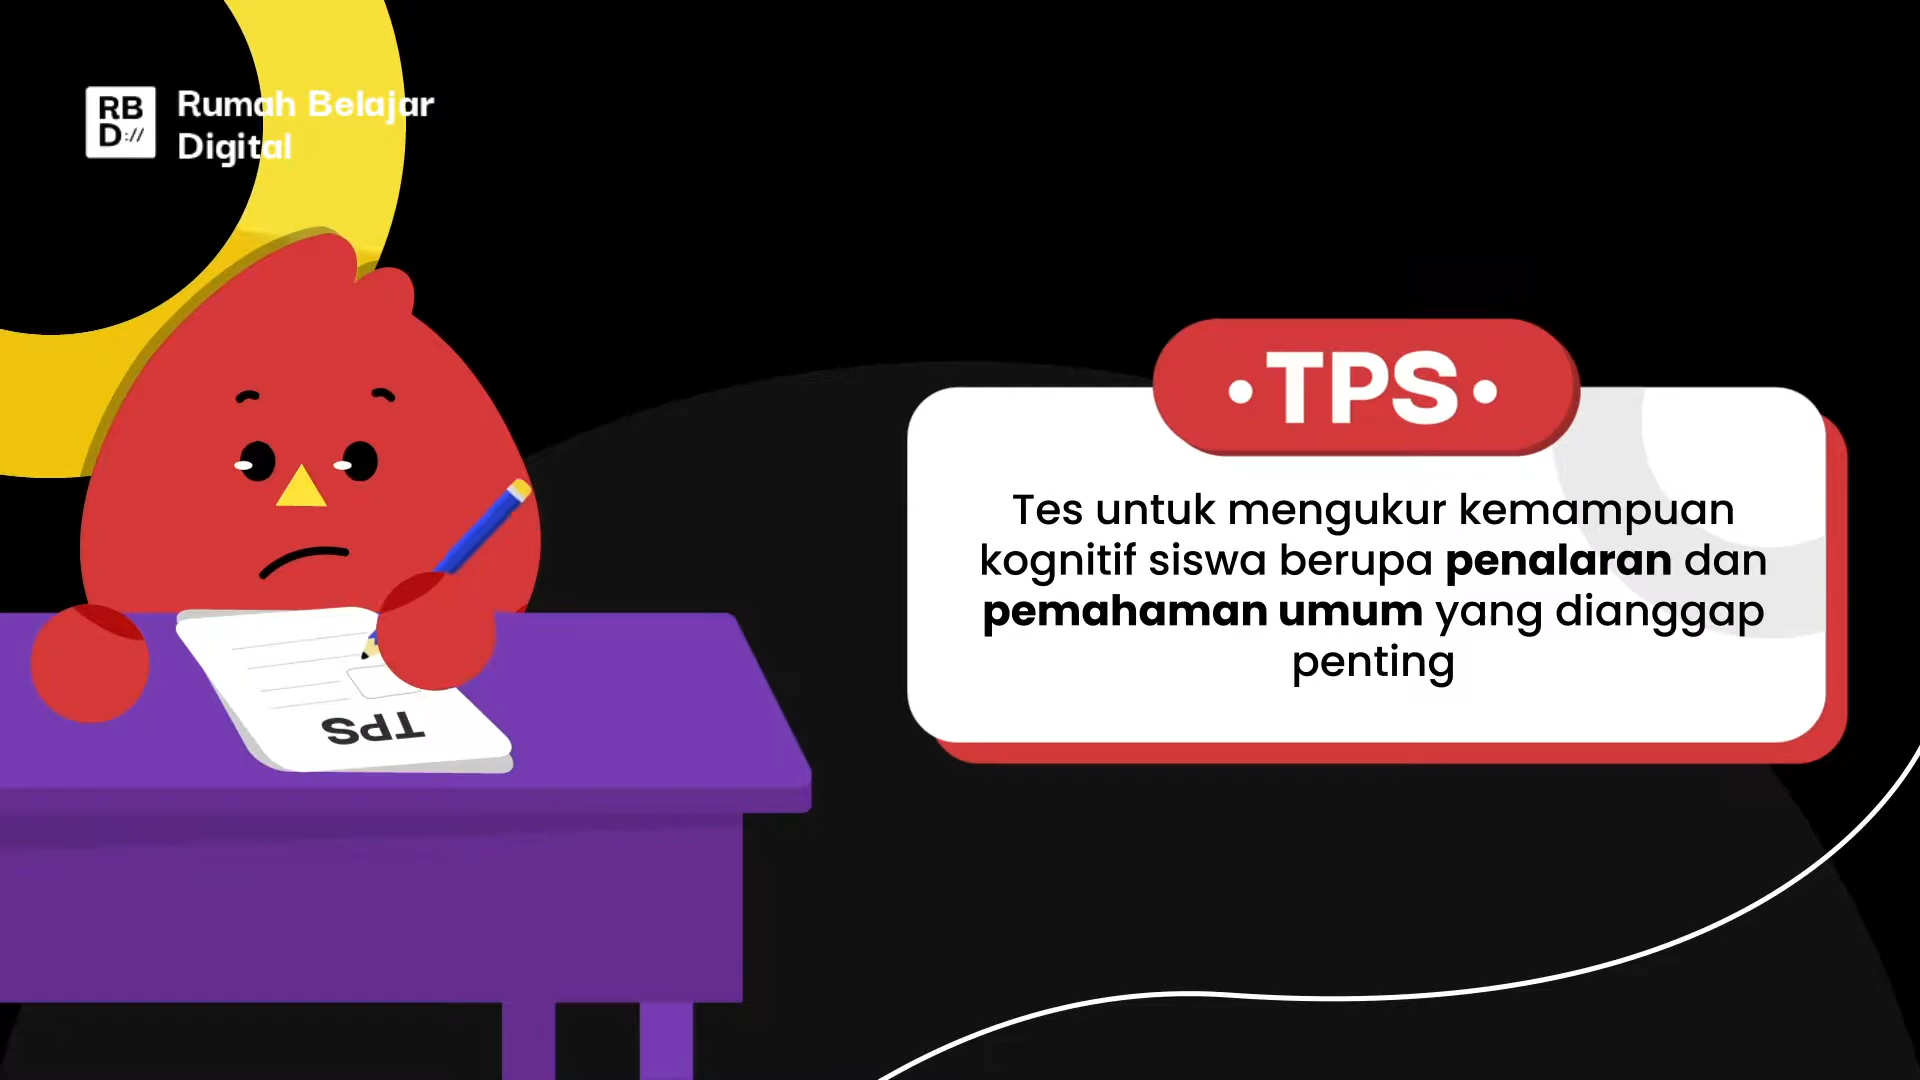 RB
D://
Rumah Belajar
Digital
•TPS•
Tes untuk mengukur kemampuan
kognitif siswa berupa penalaran dan
pemahaman umum yang dianggap
penting
TPS